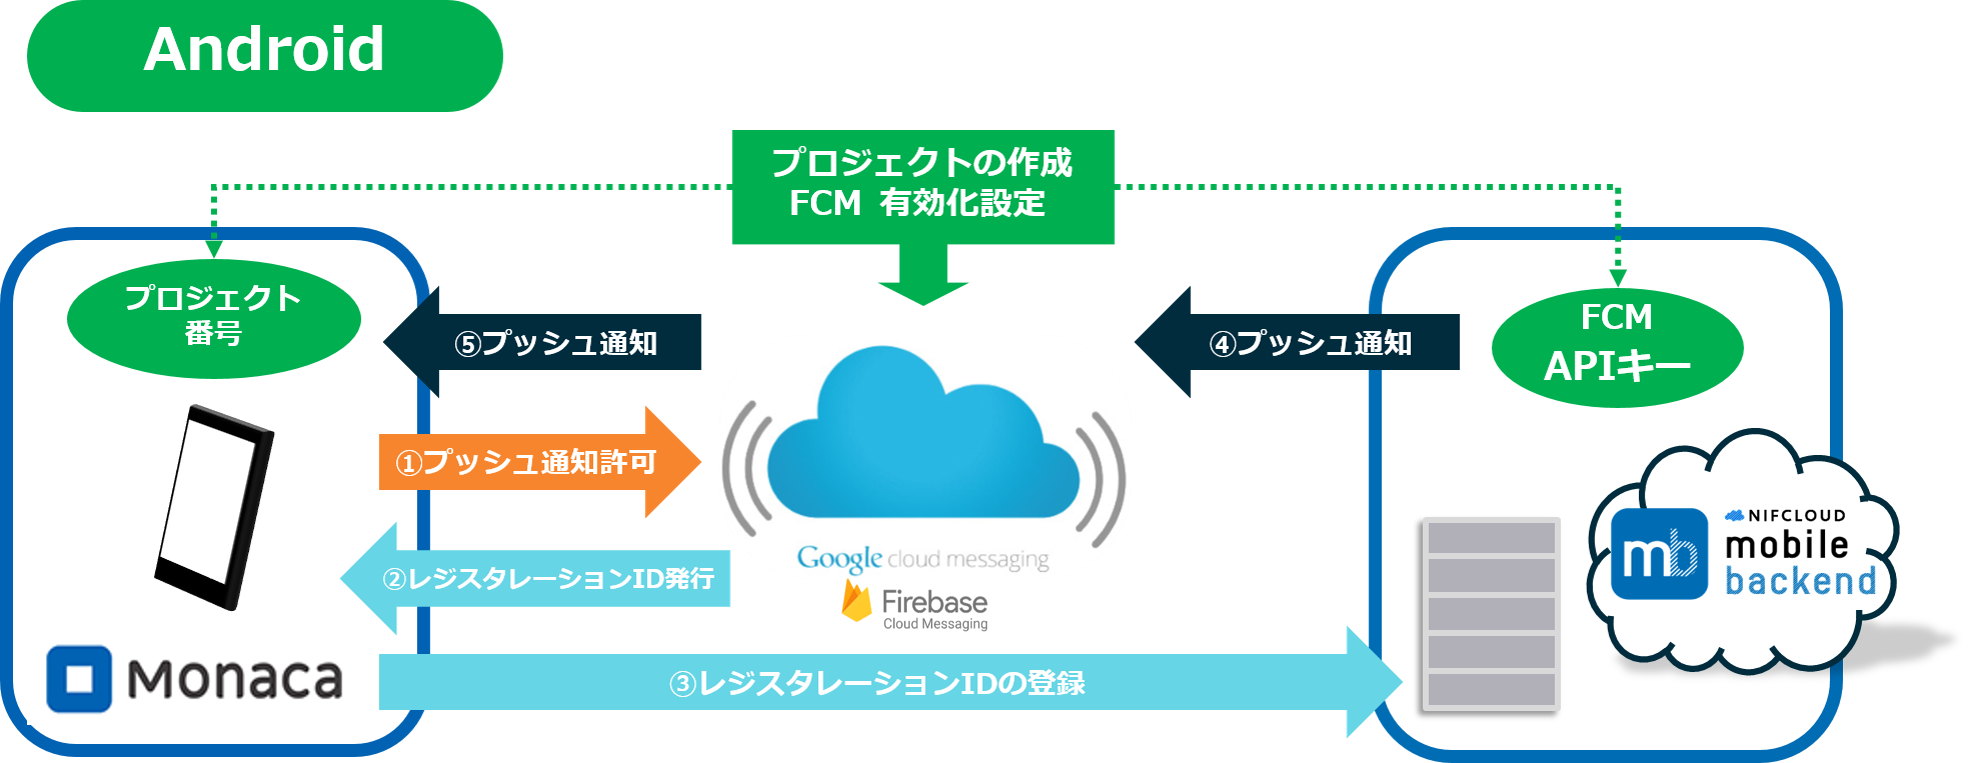 Android
プロジェクトの作成
FCM 有効化設定
プロジェクト
番号
⑤プッシュ通知
④プッシュ通知
FCM
APIキー
①プッシュ通知許可
②レジスタレーションID発行
Google cloud messaging
Firebase
Cloud Messaging
mb
NIFCLOUD
mobile
backend
Monaca
③レジスタレーションIDの登録